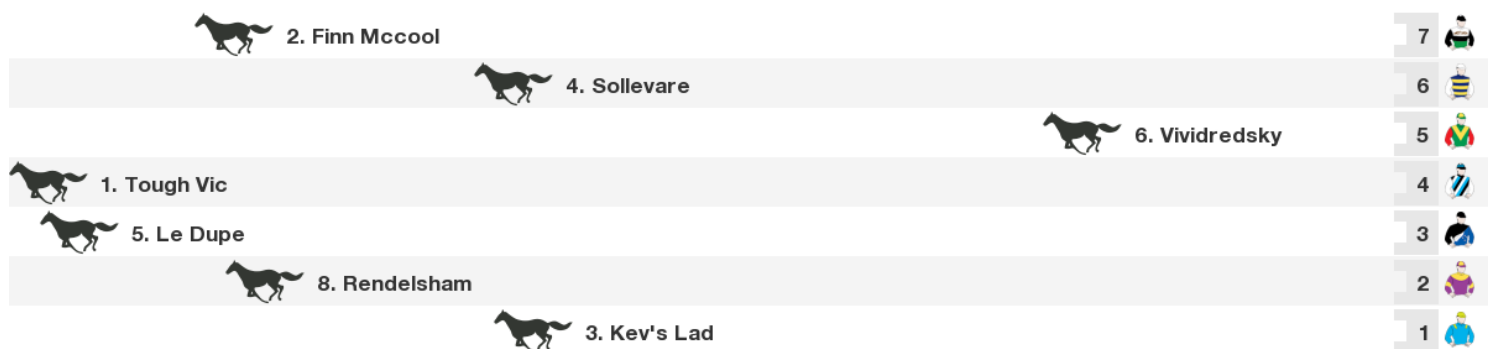 2. Finn Mccool 7
4. Sollevare 6
6. Vividredsky 5
1. Tough Vic 4
5. Le Dupe 3
8. Rendelsham 2
3. Kev's Lad 1